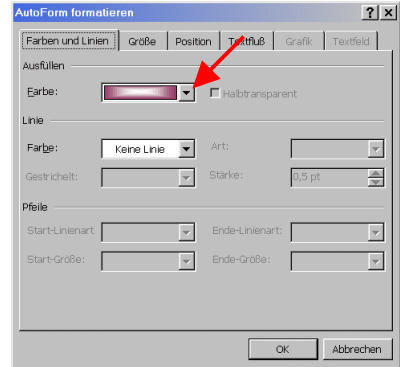 AutoForm formatieren
Farben und Linien Größe Position Textfluß Grafik Textfeld
Ausfüllen
Farbe: Halbtransparent
Linie
Farbe: Keine Linie Art:
Gestrichelt: Stärke: 0,5 pt
Pfeile
Start-Linienart Ende-Linienart:
Start-Größe: Ende-Größe:
OK Abbrechen